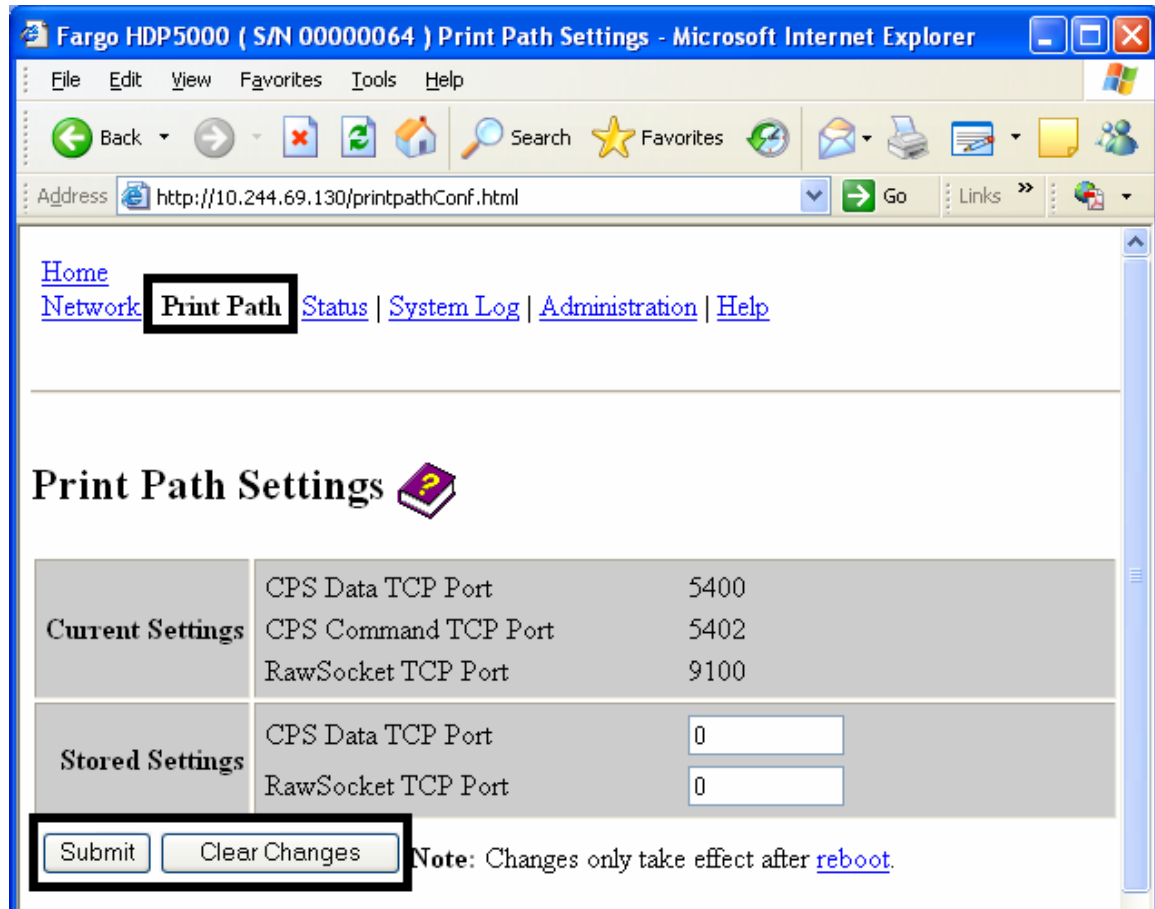 Fargo HDP5000 ( S/N 00000064 ) Print Path Settings - Microsoft Internet Explorer
File Edit View Favorites Tools Help
Back Search Favorites
Address http://10.244.69.130/printpathConf.html Go Links »
Home
Network Print Path Status | System Log | Administration | Help
Print Path Settings ?
Current Settings
CPS Data TCP Port 5400
CPS Command TCP Port 5402
RawSocket TCP Port 9100
Stored Settings
CPS Data TCP Port 0
RawSocket TCP Port 0
Submit Clear Changes Note: Changes only take effect after reboot.